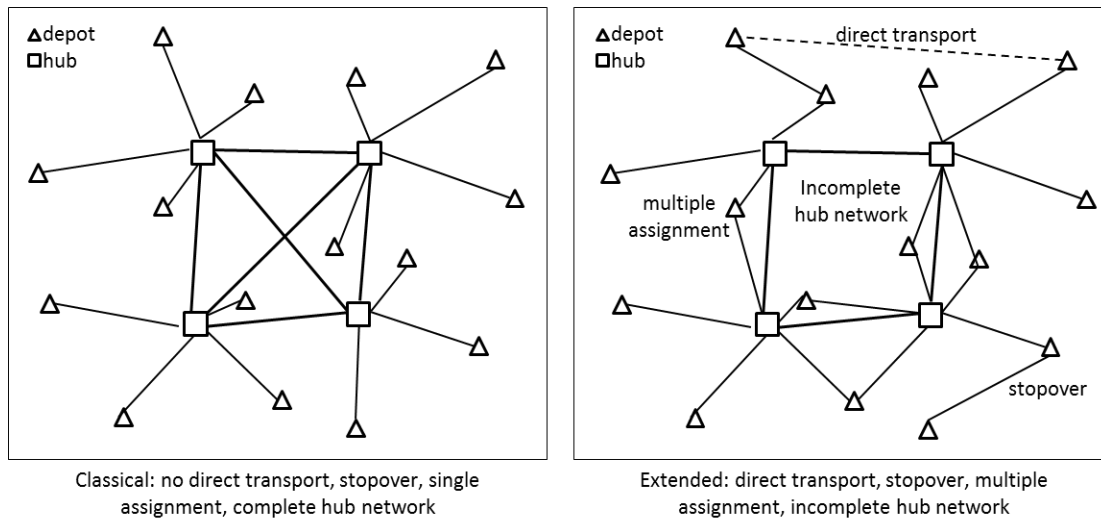 depot
hub
depot
hub
direct transport
multiple
assignment
Incomplete
hub network
stopover
Classical: no direct transport, stopover, single
assignment, complete hub network
Extended: direct transport, stopover, multiple
assignment, incomplete hub network